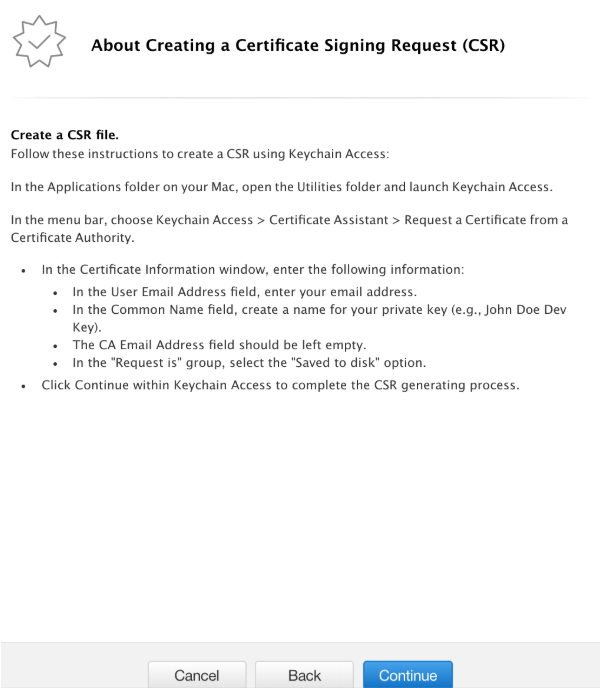 About Creating a Certificate Signing Request (CSR)
Create a CSR file.
Follow these instructions to create a CSR using Keychain Access:
In the Applications folder on your Mac, open the Utilities folder and launch Keychain Access.
In the menu bar, choose Keychain Access > Certificate Assistant > Request a Certificate from a
Certificate Authority.
• In the Certificate Information window, enter the following information:
• In the User Email Address field, enter your email address.
• In the Common Name field, create a name for your private key (e.g., John Doe Dev
Key).
• The CA Email Address field should be left empty.
• In the "Request is" group, select the "Saved to disk" option.
• Click Continue within Keychain Access to complete the CSR generating process.
Cancel Back Continue